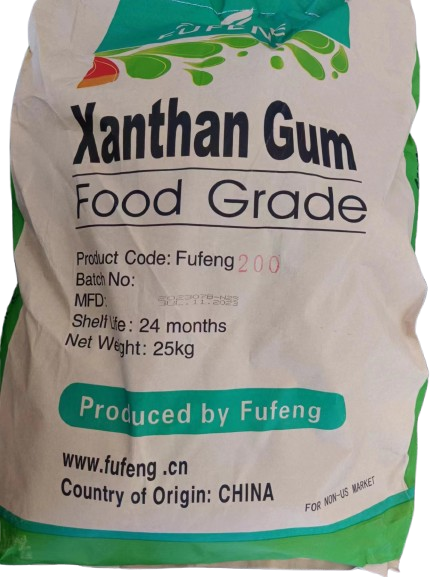 FUFENG
Xanthan Gum
Food Grade
Product Code: Fufeng 200
Batch No:
MFD:
Shelf Life: 24 months
Net Weight: 25kg
Produced by Fufeng
www.fufeng .cn
Country of Origin: CHINA
FOR NON-US MARKET